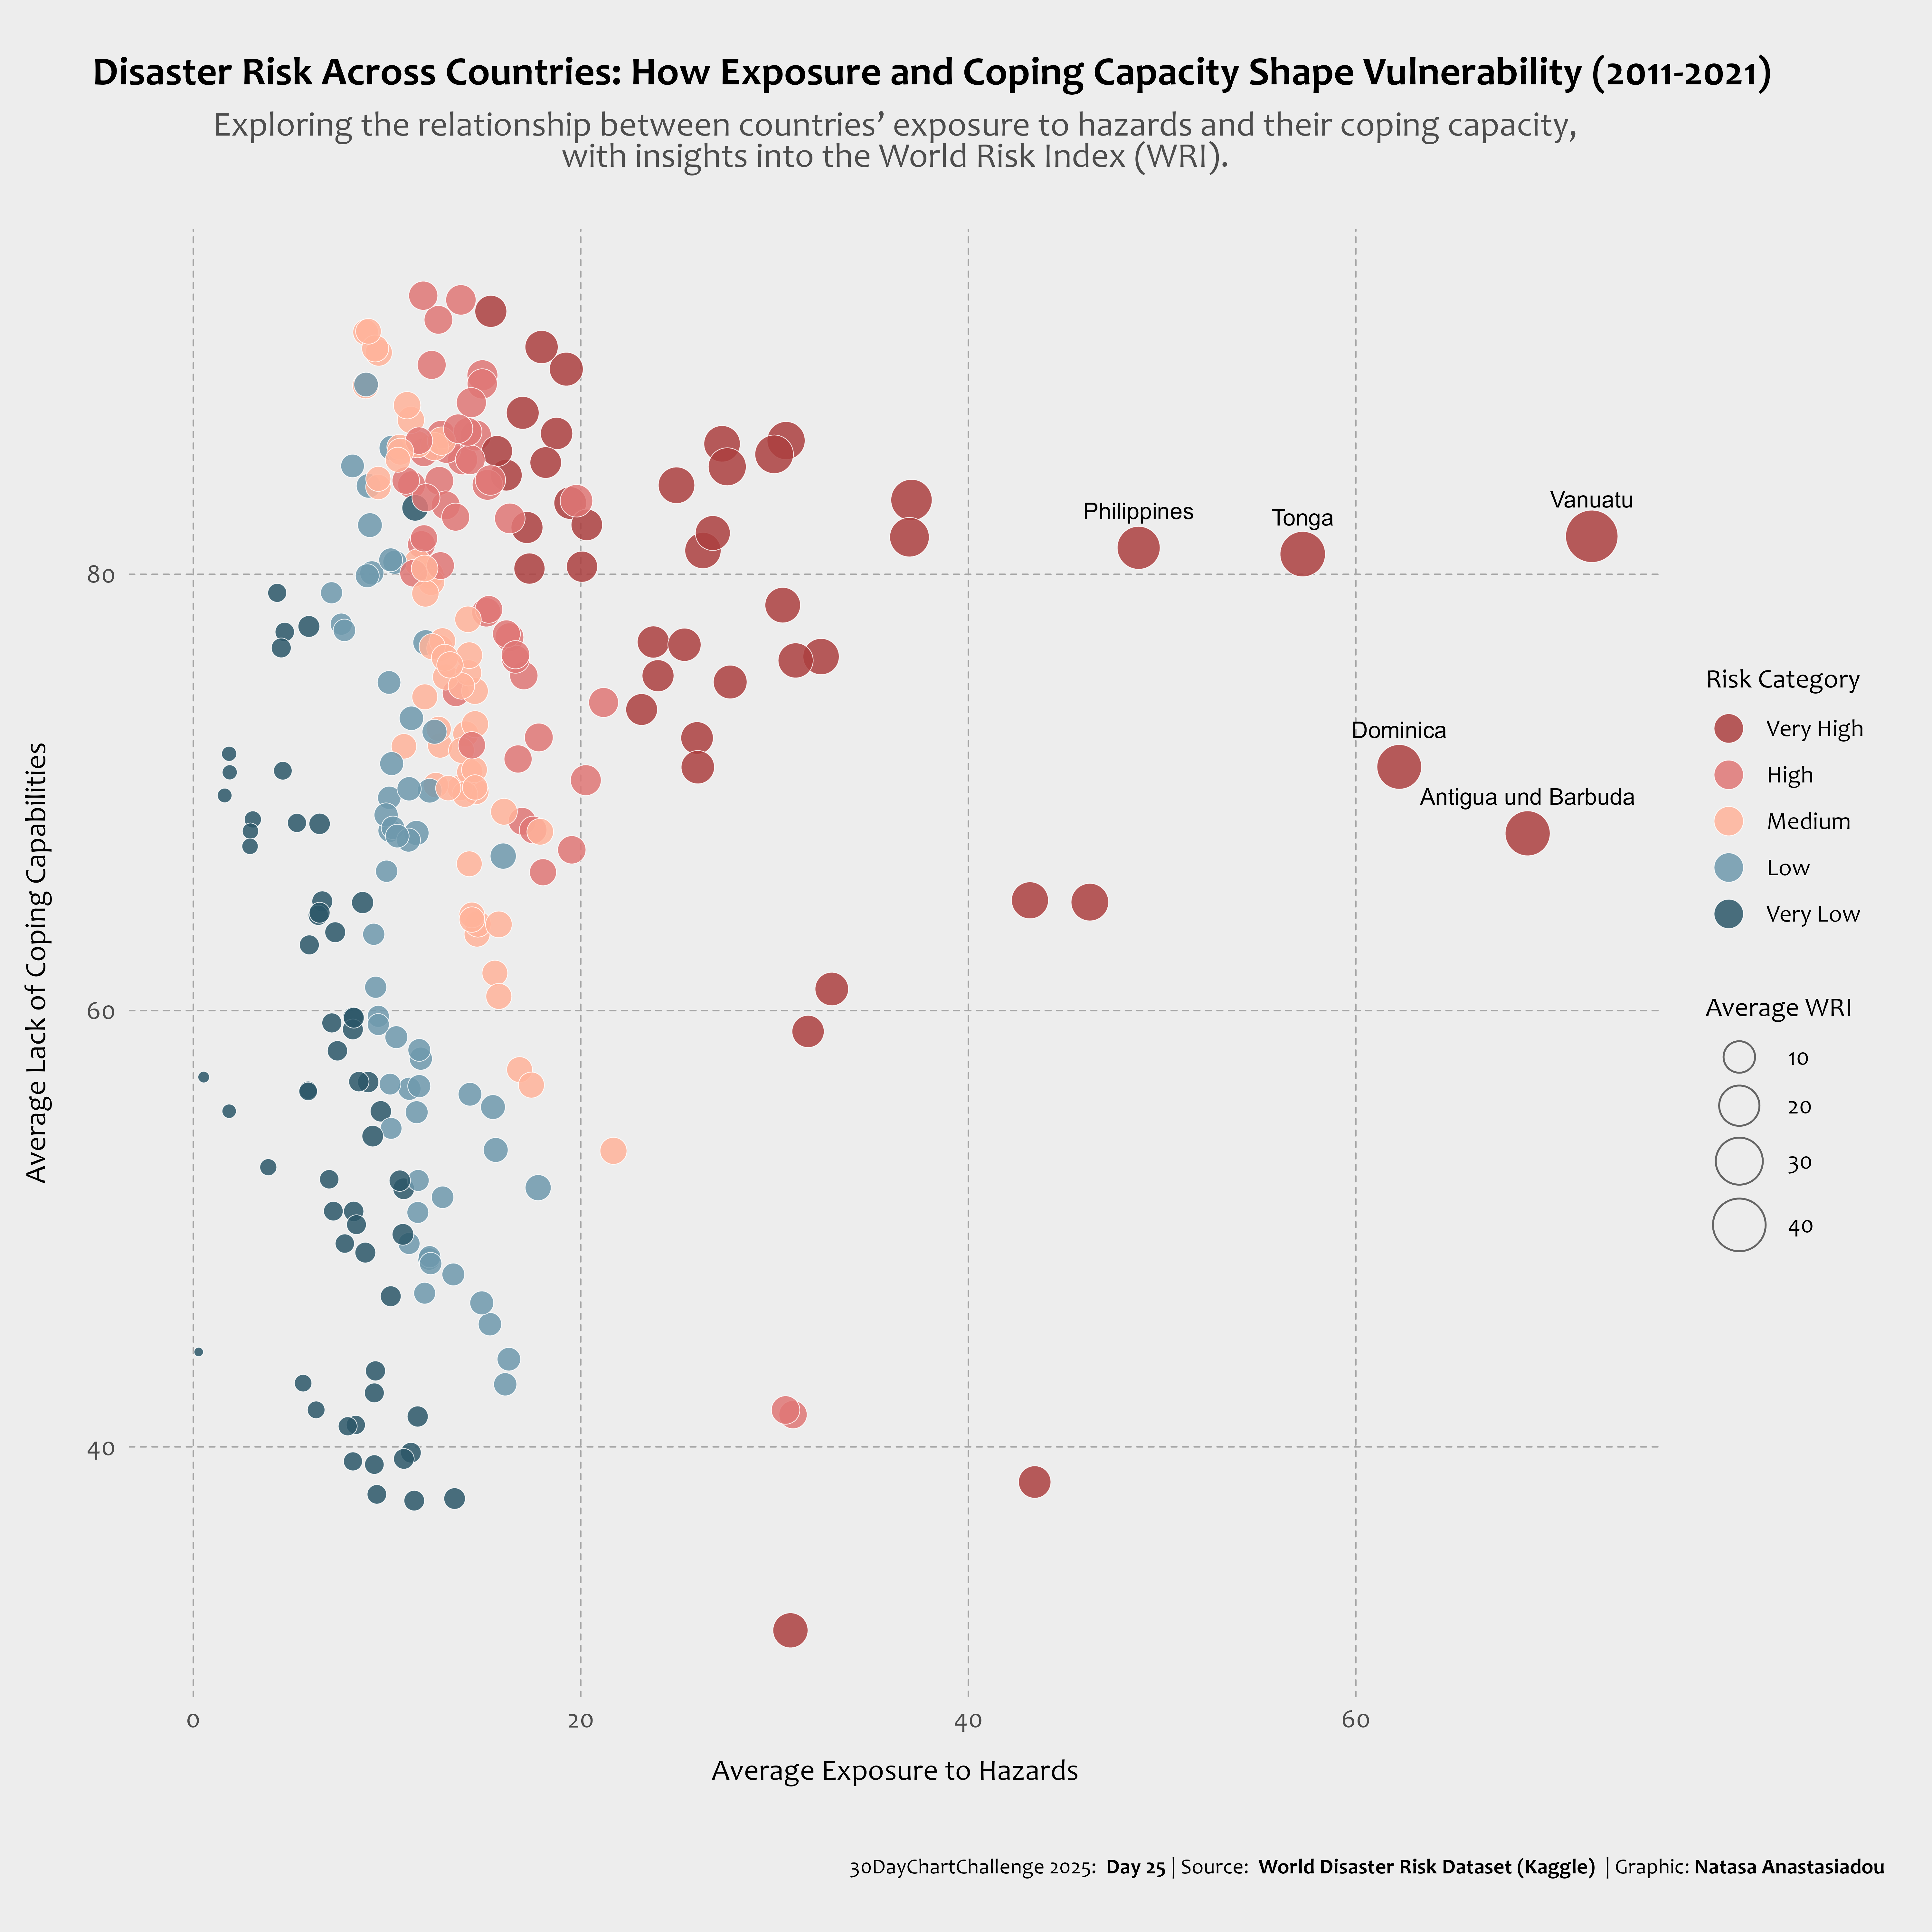 Disaster Risk Across Countries: How Exposure and Coping Capacity Shape Vulnerability (2011-2021)
Exploring the relationship between countries’ exposure to hazards and their coping capacity,
with insights into the World Risk Index (WRI).
Average Lack of Coping Capabilities
80
60
40
Philippines
Tonga
Vanuatu
Dominica
Antigua und Barbuda
0
20
40
60
Average Exposure to Hazards
Risk Category
Very High
High
Medium
Low
Very Low
Average WRI
10
20
30
40
30DayChartChallenge 2025: Day 25 | Source: World Disaster Risk Dataset (Kaggle) | Graphic: Natasa Anastasiadou